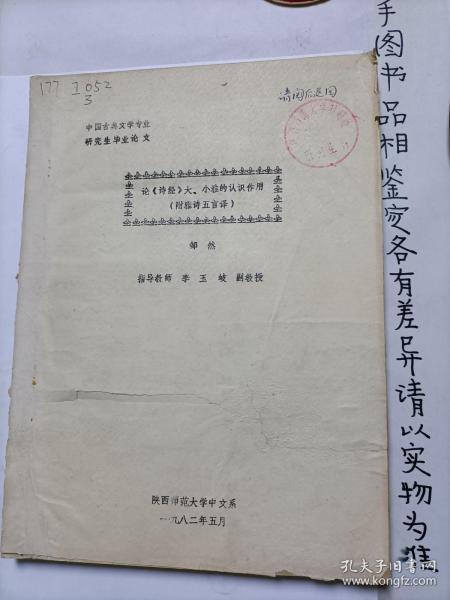 177 I052
3
请阅后退回
中国古典文学专业
研究生毕业论文
论《诗经》大、小雅的认识作用
(附雅诗五言译)
邹然
指导教师 李玉岐 副教授
陕西师范大学中文系
一九八二年五月
手图书品相鉴定各有差异请以实物为准
孔夫子旧书网
www.kongfz.com